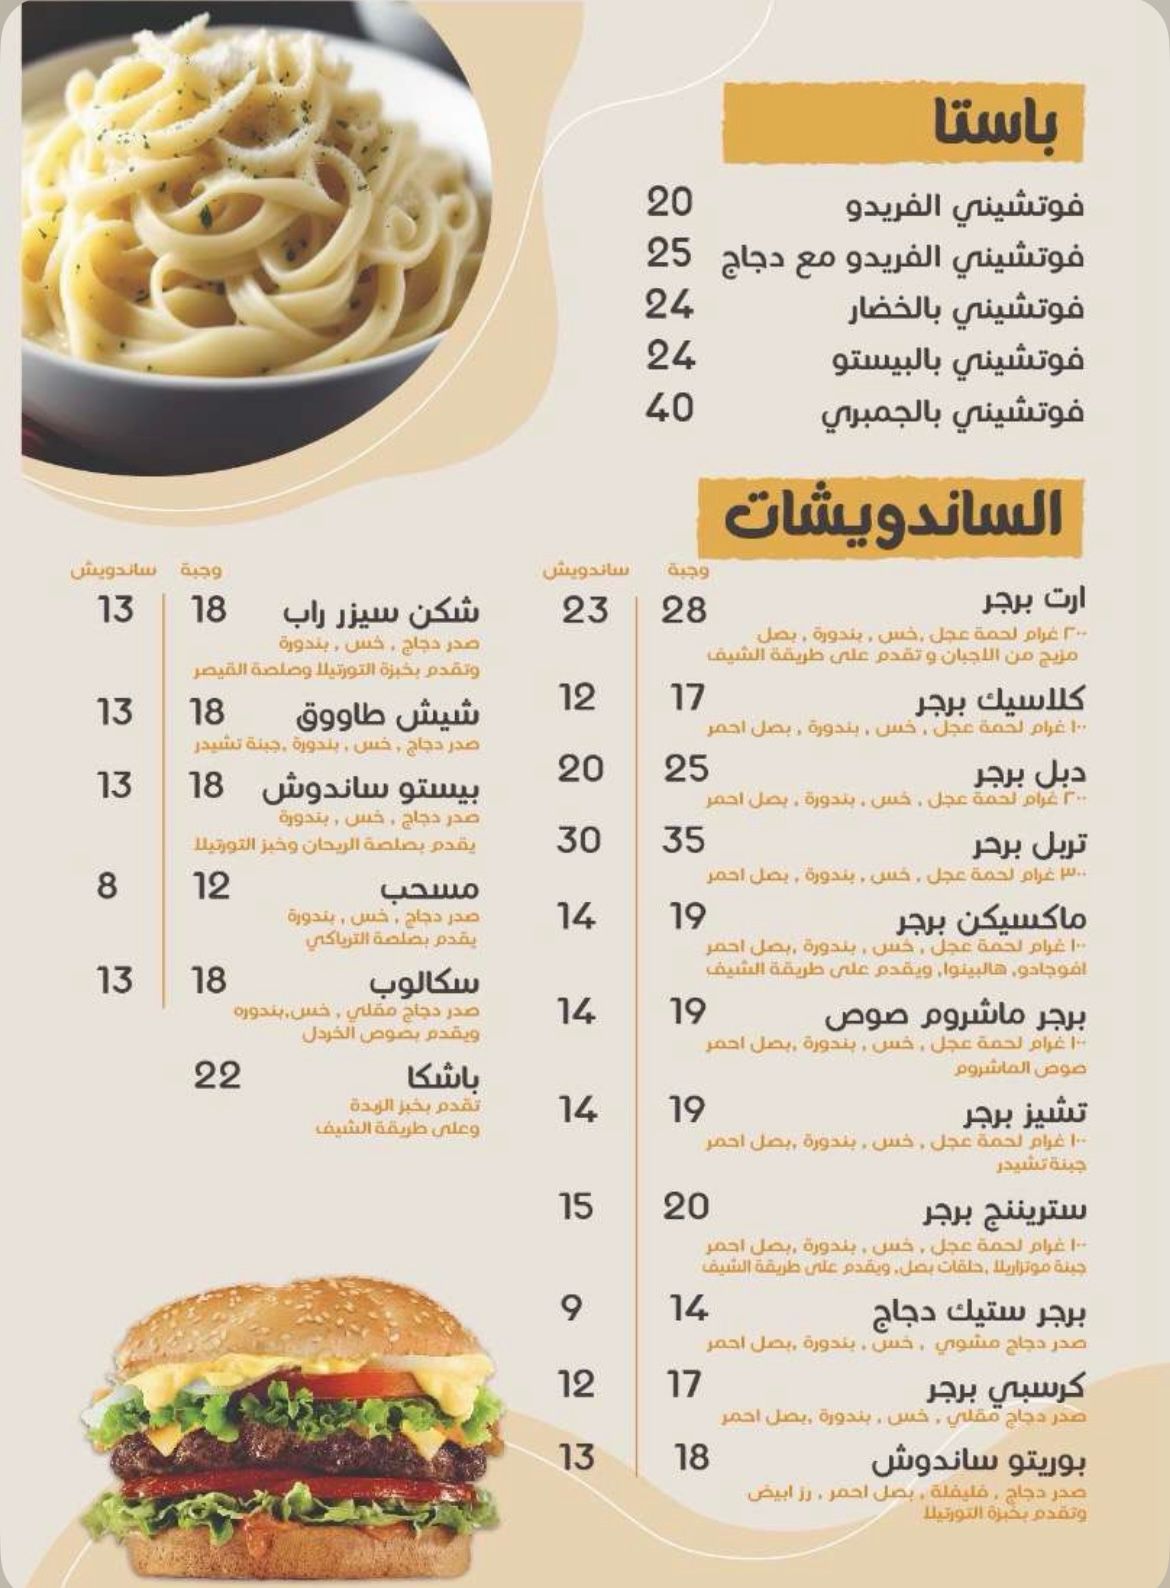 باستا
فوتشيني الفريدو 20
فوتشيني الفريدو مع دجاج 25
فوتشيني بالخضار 24
فوتشيني بالبيستو 24
فوتشيني بالجمبري 40
الساندويشات
وجبة ساندويش
ارت برجر 28 23
٢٠٠ غرام لحمة عجل ,خس , بندورة , بصل
مزيج من الاجبان و تقدم على طريقة الشيف
كلاسيك برجر 17 12
١٠٠ غرام لحمة عجل , خس , بندورة , بصل احمر
دبل برجر 25 20
٢٠٠ غرام لحمة عجل , خس , بندورة , بصل احمر
تربل برحر 35 30
٣٠٠ غرام لحمة عجل , خس , بندورة , بصل احمر
ماكسيكن برجر 19 14
١٠٠ غرام لحمة عجل , خس , بندورة ,بصل احمر
افوجادو, هالبينوا, ويقدم على طريقة الشيف
برجر ماشروم صوص 19 14
١٠٠ غرام لحمة عجل , خس , بندورة ,بصل احمر
صوص الماشروم
تشيز برجر 19 14
١٠٠ غرام لحمة عجل , خس , بندورة ,بصل احمر
جبنة تشيدر
ستريننج برجر 20 15
١٠٠ غرام لحمة عجل , خس , بندورة ,بصل احمر
جبنة موتزاريلا ,حلقات بصل, ويقدم على طريقة الشيف
برجر ستيك دجاج 14 9
صدر دجاج مشوي , خس , بندورة ,بصل احمر
كرسبي برجر 17 12
صدر دجاج مقلي , خس , بندورة ,بصل احمر
بوريتو ساندوش 18 13
صدر دجاج , فليفلة , بصل احمر , رز ابيض
وتقدم بخبزة التورتيلا
وجبة ساندويش
شكن سيزر راب 18 13
صدر دجاج , خس , بندورة
وتقدم بخبزة التورتيلا وصلصة القيصر
شيش طاووق 18 13
صدر دجاج , خس , بندورة ,جبنة تشيدر
بيستو ساندوش 18 13
صدر دجاج , خس , بندورة
يقدم بصلصة الريحان وخبز التورتيلا
مسحب 12 8
صدر دجاج , خس , بندورة
يقدم بصلصة الترياكي
سكالوب 18 13
صدر دجاج مقلي , خس,بندوره
ويقدم بصوص الخردل
باشكا 22
تقدم بخبز الزبدة
وعلى طريقة الشيف